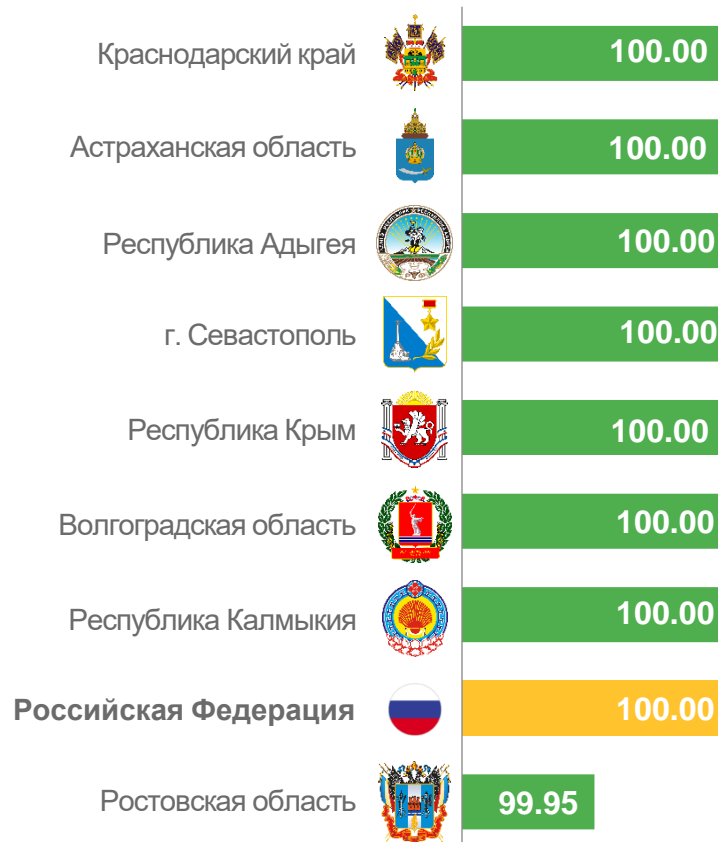 Краснодарский край 100.00
Астраханская область 100.00
Республика Адыгея 100.00
г. Севастополь 100.00
Республика Крым 100.00
Волгоградская область 100.00
Республика Калмыкия 100.00
Российская Федерация 100.00
Ростовская область 99.95